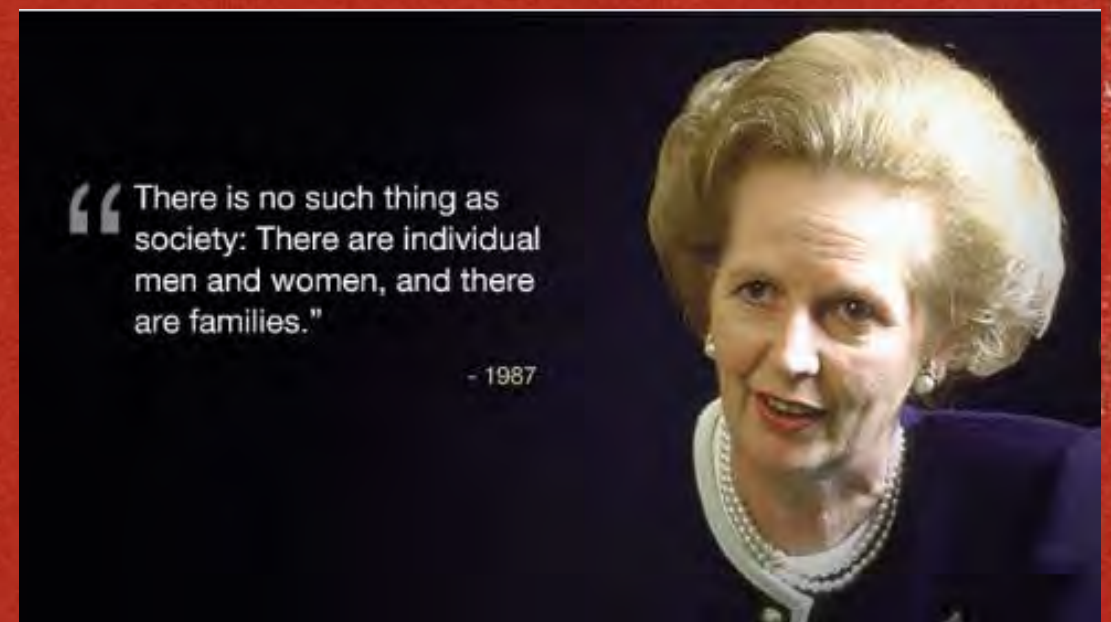 “ There is no such thing as
society: There are individual
men and women, and there
are families.”
- 1987